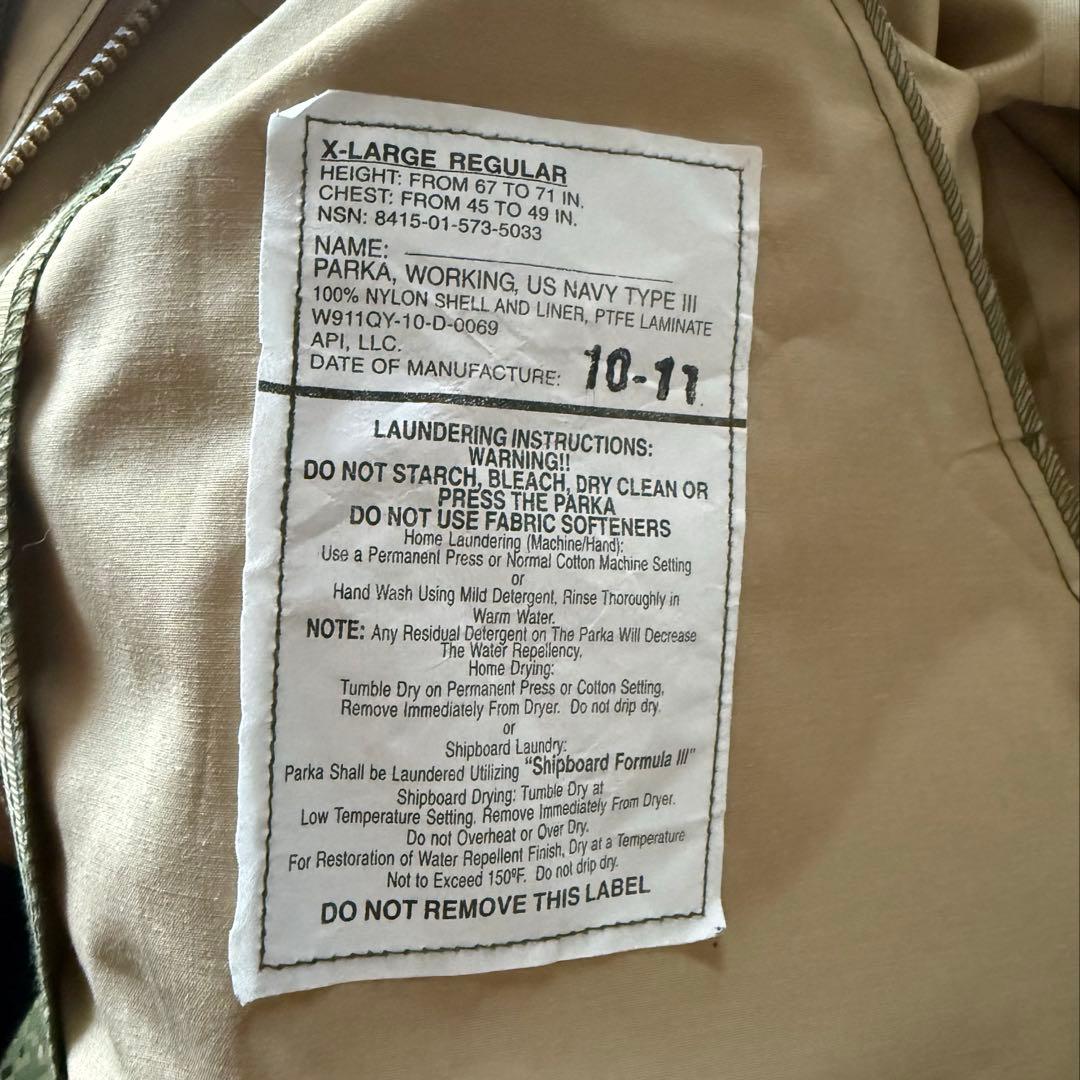 X-LARGE REGULAR
HEIGHT: FROM 67 TO 71 IN.
CHEST: FROM 45 TO 49 IN.
NSN: 8415-01-573-5033
NAME:
PARKA, WORKING, US NAVY TYPE III
100% NYLON SHELL AND LINER, PTFE LAMINATE
W911QY-10-D-0069
API, LLC.
DATE OF MANUFACTURE: 10-11
LAUNDERING INSTRUCTIONS:
WARNING!!
DO NOT STARCH, BLEACH, DRY CLEAN OR
PRESS THE PARKA
DO NOT USE FABRIC SOFTENERS
Home Laundering (Machine/Hand):
Use a Permanent Press or Normal Cotton Machine Setting
or
Hand Wash Using Mild Detergent, Rinse Thoroughly in
Warm Water.
NOTE: Any Residual Detergent on The Parka Will Decrease
The Water Repellency.
Home Drying:
Tumble Dry on Permanent Press or Cotton Setting,
Remove Immediately From Dryer. Do not drip dry.
or
Shipboard Laundry:
Parka Shall be Laundered Utilizing "Shipboard Formula III"
Shipboard Drying: Tumble Dry at
Low Temperature Setting. Remove Immediately From Dryer.
Do not Overheat or Over Dry.
For Restoration of Water Repellent Finish, Dry at a Temperature
Not to Exceed 150ºF. Do not drip dry.
DO NOT REMOVE THIS LABEL